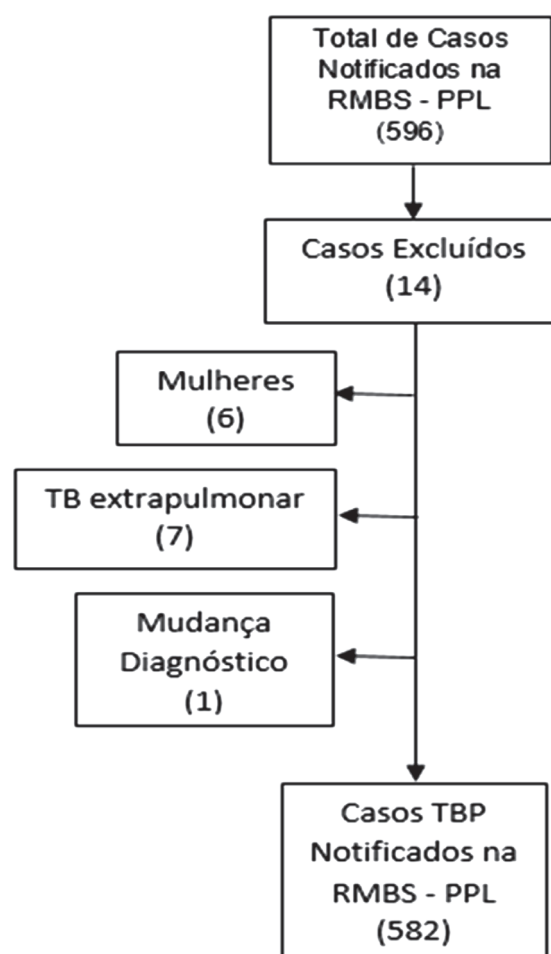 Total de Casos
Notificados na
RMBS - PPL
(596)
Casos Excluídos
(14)
Mulheres
(6)
TB extrapulmonar
(7)
Mudança
Diagnóstico
(1)
Casos TBP
Notificados na
RMBS - PPL
(582)